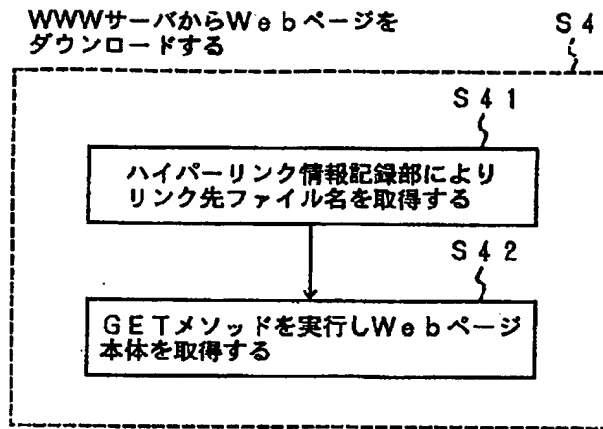 WWWサーバからWebページを
ダウンロードする
S4
S41
ハイパーリンク情報記録部により
リンク先ファイル名を取得する
S42
GETメソッドを実行しWebページ
本体を取得する